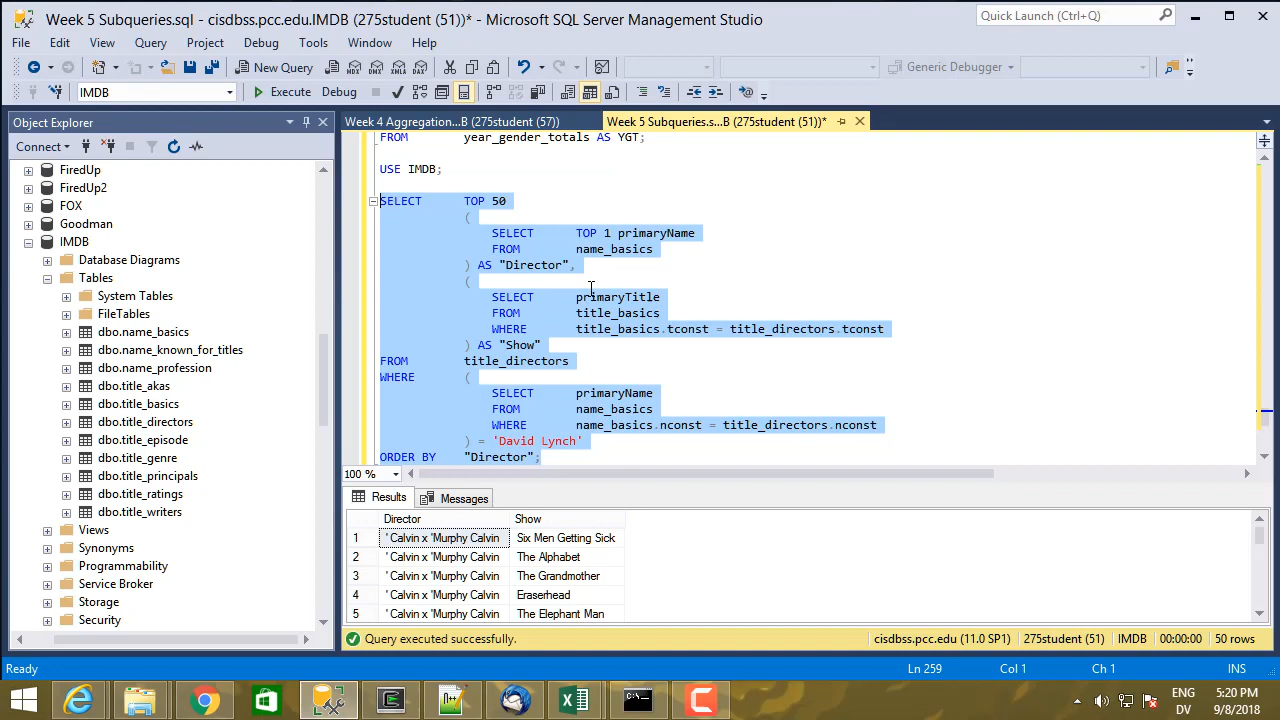 Week 5 Subqueries.sql - cisdbss.pcc.edu.IMDB (275student (51))* - Microsoft SQL Server Management Studio
Quick Launch (Ctrl+Q)
File Edit View Query Project Debug Tools Window Help
New Query MDX DMX XMLA DAX Generic Debugger
IMDB Execute Debug
Object Explorer
Week 4 Aggregation...B (275student (57))
Week 5 Subqueries.s...B (275student (51))*
Connect
FiredUp
FiredUp2
FOX
Goodman
IMDB
Database Diagrams
Tables
System Tables
FileTables
dbo.name_basics
dbo.name_known_for_titles
dbo.name_profession
dbo.title_akas
dbo.title_basics
dbo.title_directors
dbo.title_episode
dbo.title_genre
dbo.title_principals
dbo.title_ratings
dbo.title_writers
Views
Synonyms
Programmability
Service Broker
Storage
Security
FROM year_gender_totals AS YGT;
USE IMDB;
SELECT TOP 50
(
SELECT TOP 1 primaryName
FROM name_basics
) AS "Director",
(
SELECT primaryTitle
FROM title_basics
WHERE title_basics.tconst = title_directors.tconst
) AS "Show"
FROM title_directors
WHERE (
SELECT primaryName
FROM name_basics
WHERE name_basics.nconst = title_directors.nconst
) = 'David Lynch'
ORDER BY "Director";
100 %
Results Messages
Director Show
1 ' Calvin x 'Murphy Calvin Six Men Getting Sick
2 ' Calvin x 'Murphy Calvin The Alphabet
3 ' Calvin x 'Murphy Calvin The Grandmother
4 ' Calvin x 'Murphy Calvin Eraserhead
5 ' Calvin x 'Murphy Calvin The Elephant Man
Query executed successfully. cisdbss.pcc.edu (11.0 SP1) 275student (51) IMDB 00:00:00 50 rows
Ready Ln 259 Col 1 Ch 1 INS
ENG 5:20 PM
DV 9/8/2018